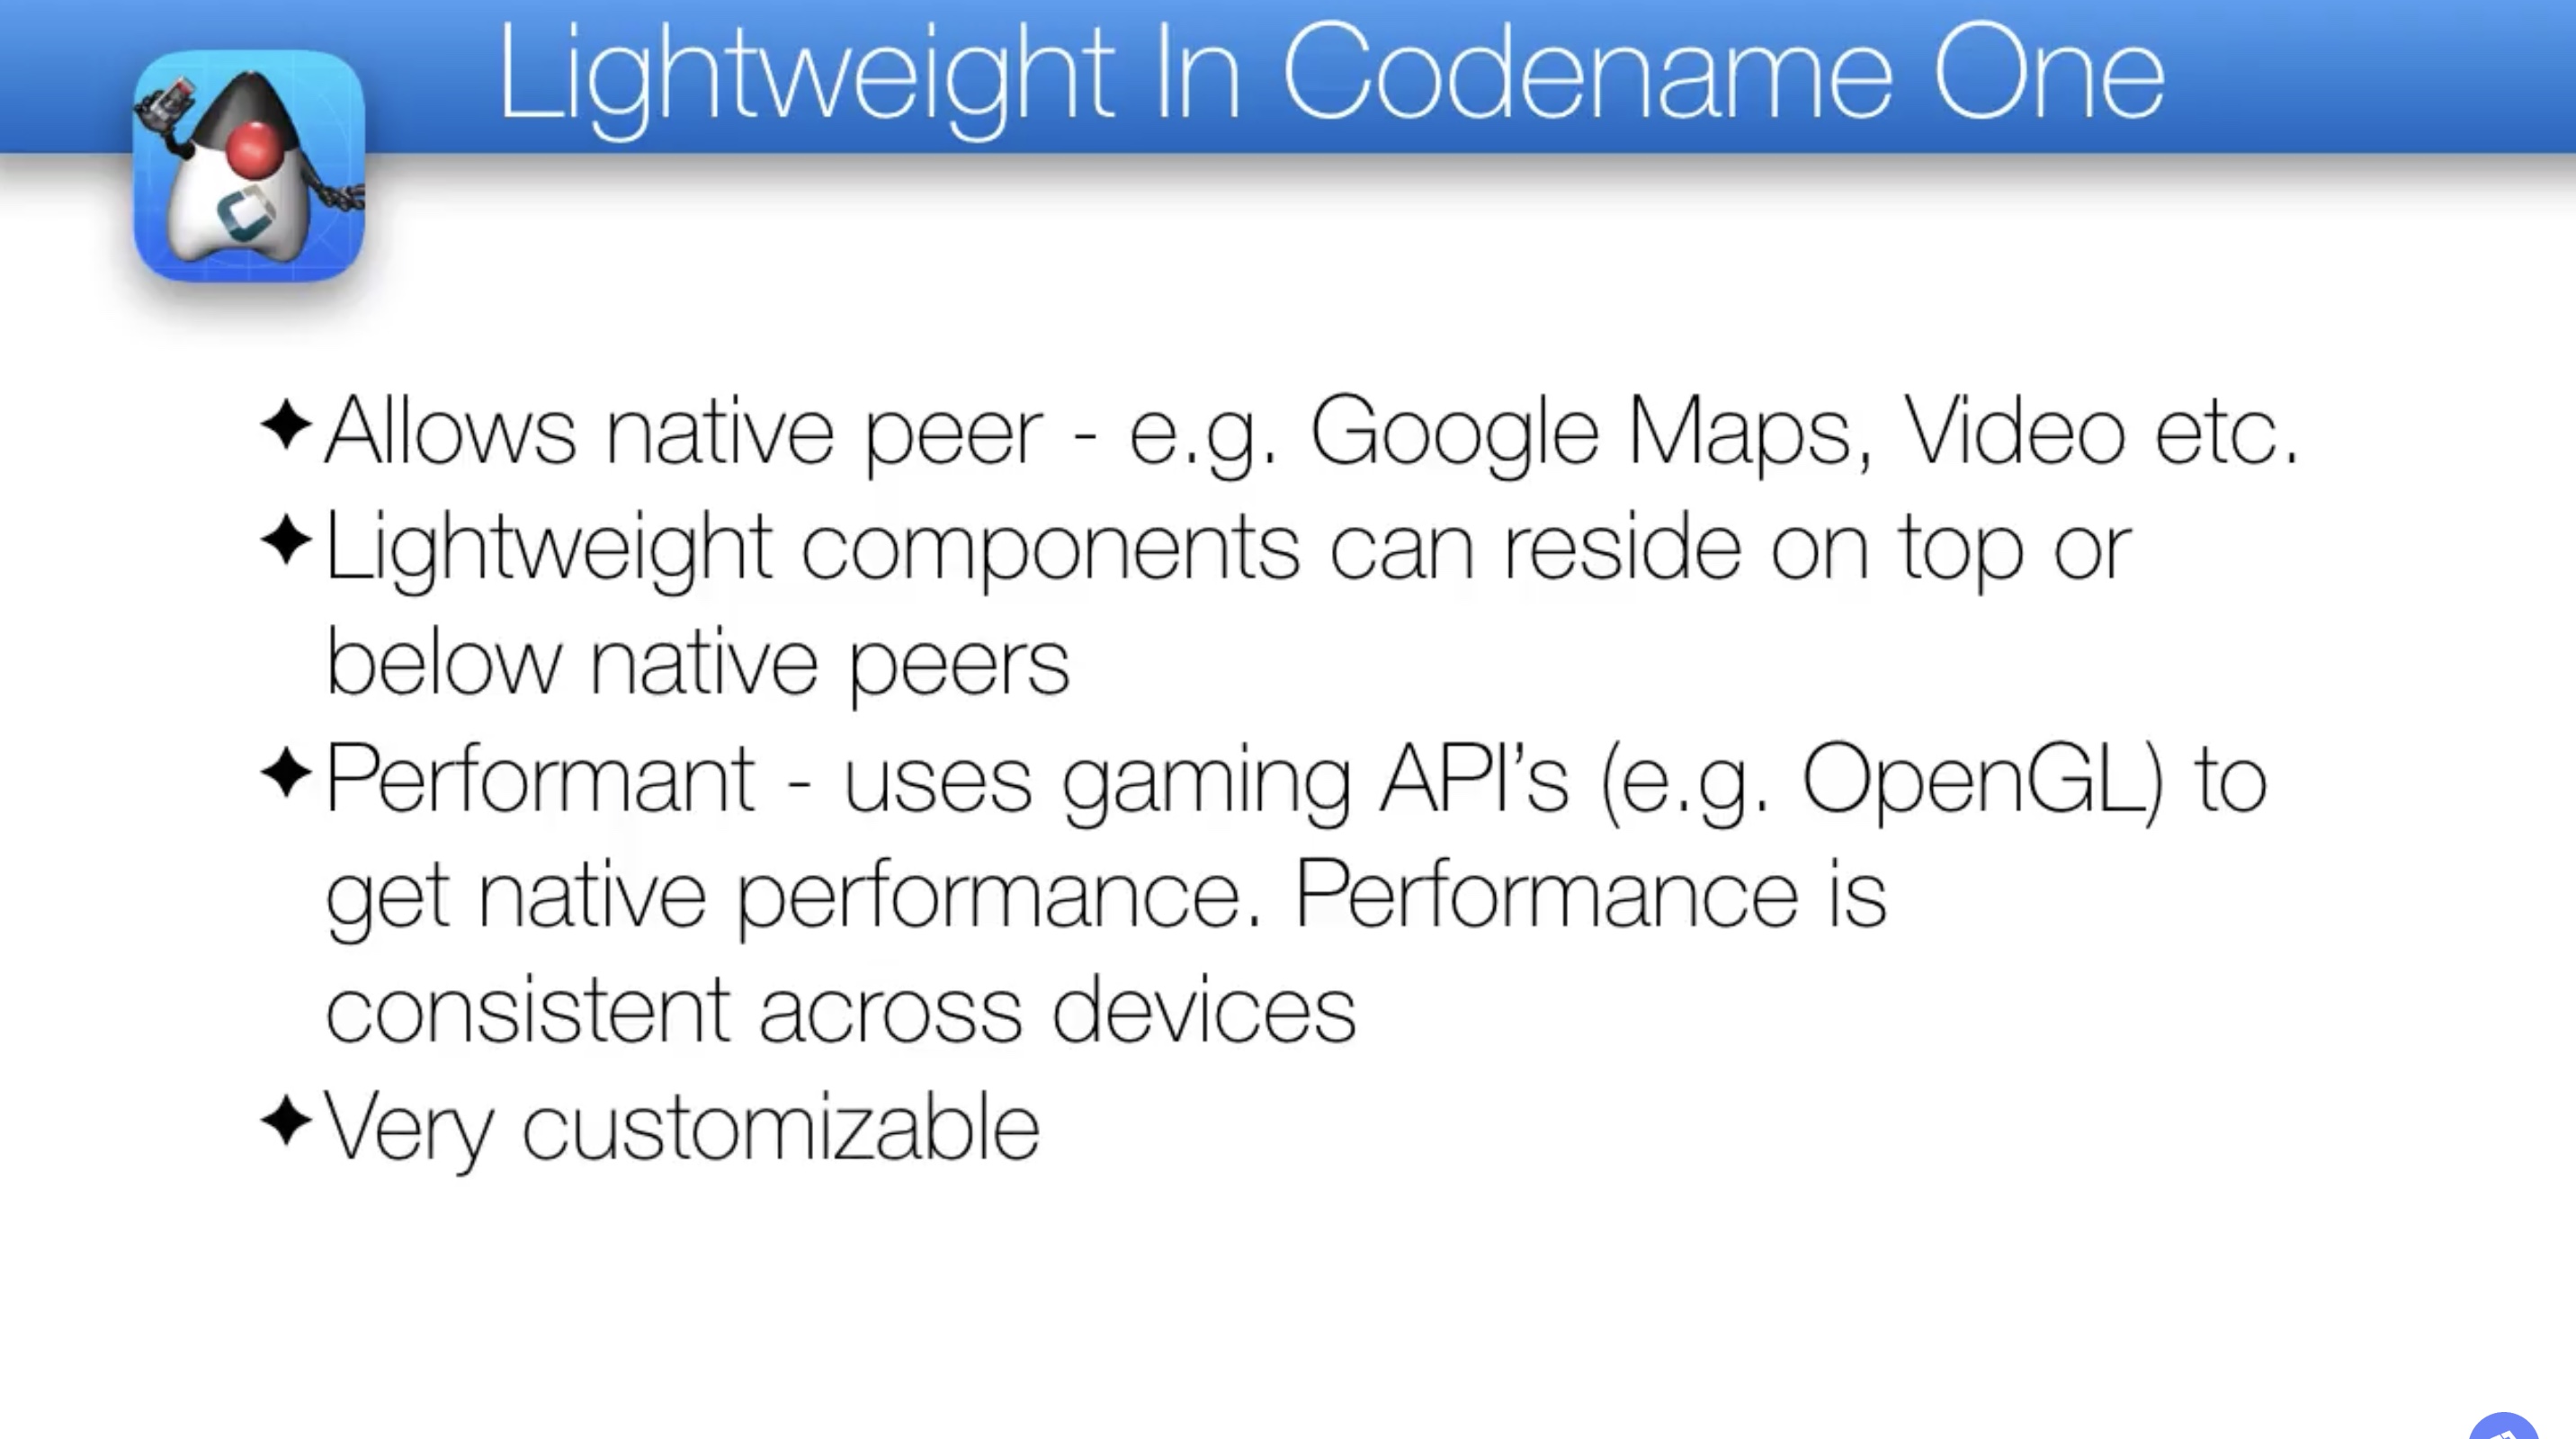 Lightweight In Codename One
✦Allows native peer - e.g. Google Maps, Video etc.
✦Lightweight components can reside on top or
below native peers
✦Performant - uses gaming API’s (e.g. OpenGL) to
get native performance. Performance is
consistent across devices
✦Very customizable